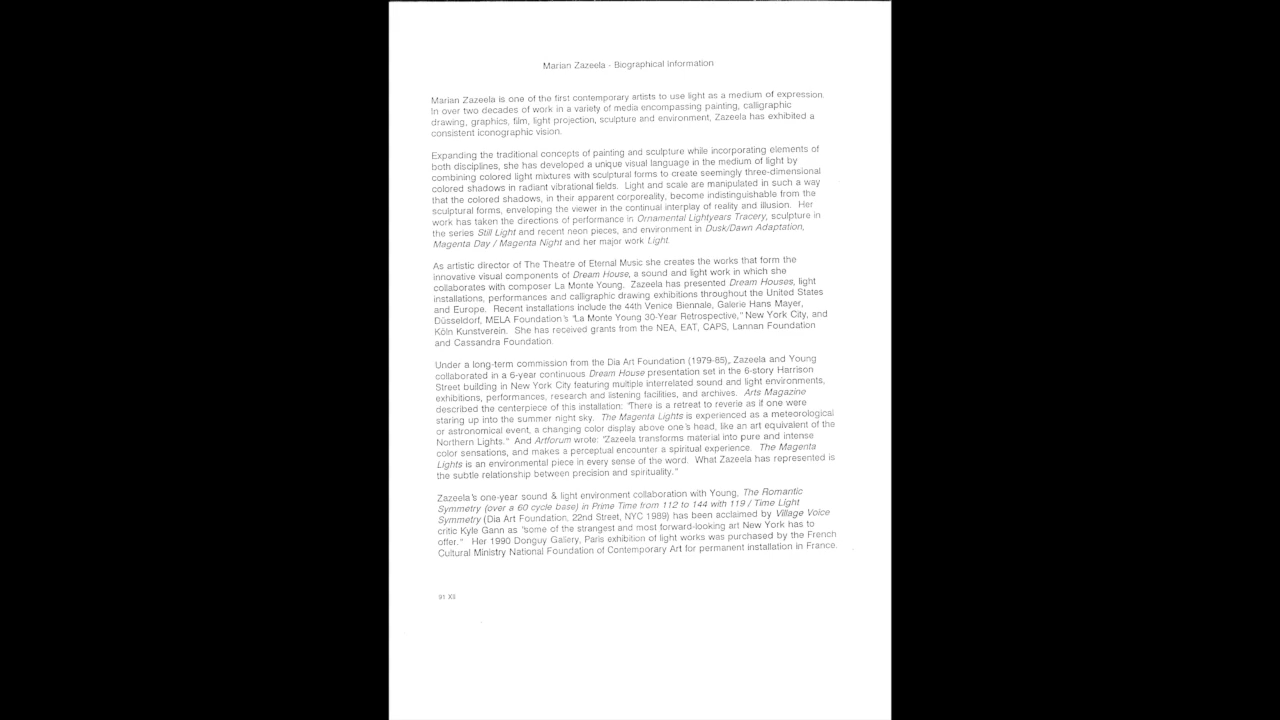 Marian Zazeela - Biographical Information
Marian Zazeela is one of the first contemporary artists to use light as a medium of expression.
In over two decades of work in a variety of media encompassing painting, calligraphic
drawing, graphics, film, light projection, sculpture and environment, Zazeela has exhibited a
consistent iconographic vision.
Expanding the traditional concepts of painting and sculpture while incorporating elements of
both disciplines, she has developed a unique visual language in the medium of light by
combining colored light mixtures with sculptural forms to create seemingly three-dimensional
colored shadows in radiant vibrational fields. Light and scale are manipulated in such a way
that the colored shadows, in their apparent corporeality, become indistinguishable from the
sculptural forms, enveloping the viewer in the continual interplay of reality and illusion. Her
work has taken the directions of performance in Ornamental Lightyears Tracery, sculpture in
the series Still Light and recent neon pieces, and environment in Dusk/Dawn Adaptation,
Magenta Day / Magenta Night and her major work Light.
As artistic director of The Theatre of Eternal Music she creates the works that form the
innovative visual components of Dream House, a sound and light work in which she
collaborates with composer La Monte Young. Zazeela has presented Dream Houses, light
installations, performances and calligraphic drawing exhibitions throughout the United States
and Europe. Recent installations include the 44th Venice Biennale, Galerie Hans Mayer,
Düsseldorf, MELA Foundation's "La Monte Young 30-Year Retrospective," New York City, and
Köln Kunstverein. She has received grants from the NEA, EAT, CAPS, Lannan Foundation
and Cassandra Foundation.
Under a long-term commission from the Dia Art Foundation (1979-85), Zazeela and Young
collaborated in a 6-year continuous Dream House presentation set in the 6-story Harrison
Street building in New York City featuring multiple interrelated sound and light environments,
exhibitions, performances, research and listening facilities, and archives. Arts Magazine
described the centerpiece of this installation: "There is a retreat to reverie as if one were
staring up into the summer night sky. The Magenta Lights is experienced as a meteorological
or astronomical event, a changing color display above one's head, like an art equivalent of the
Northern Lights." And Artforum wrote: "Zazeela transforms material into pure and intense
color sensations, and makes a perceptual encounter a spiritual experience. The Magenta
Lights is an environmental piece in every sense of the word. What Zazeela has represented is
the subtle relationship between precision and spirituality."
Zazeela's one-year sound & light environment collaboration with Young, The Romantic
Symmetry (over a 60 cycle base) in Prime Time from 112 to 144 with 119 / Time Light
Symmetry (Dia Art Foundation, 22nd Street, NYC 1989) has been acclaimed by Village Voice
critic Kyle Gann as "some of the strangest and most forward-looking art New York has to
offer." Her 1990 Donguy Gallery, Paris exhibition of light works was purchased by the French
Cultural Ministry National Foundation of Contemporary Art for permanent installation in France.
91 XII